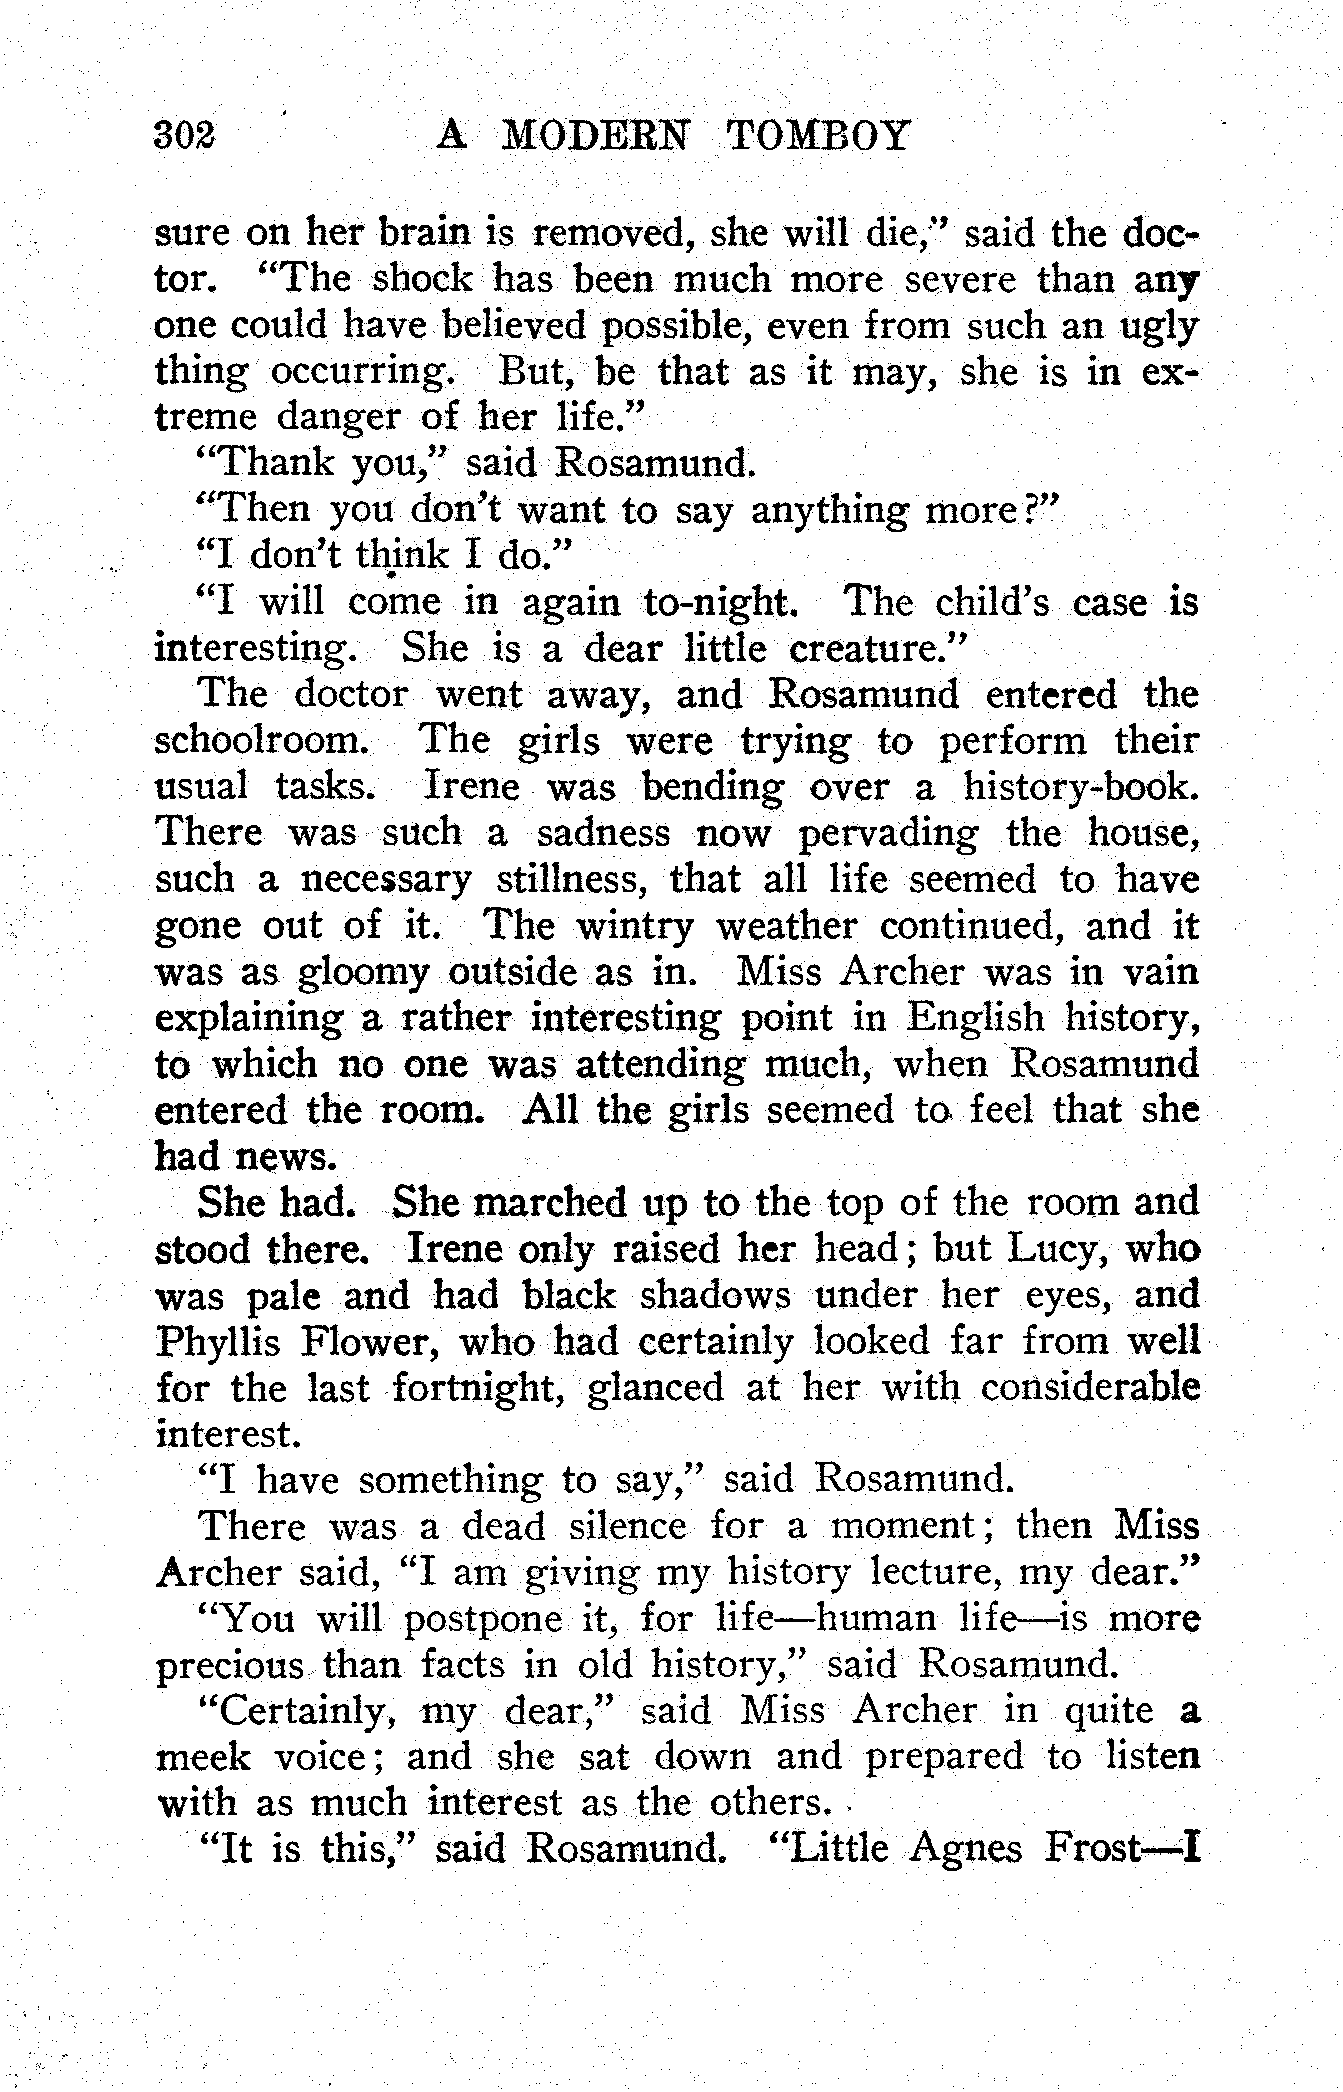 302 A MODERN TOMBOY
sure on her brain is removed, she will die," said the doc-
tor. "The shock has been much more severe than any
one could have believed possible, even from such an ugly
thing occurring. But, be that as it may, she is in ex-
treme danger of her life."
"Thank you," said Rosamund.
"Then you don't want to say anything more?"
"I don't think I do."
"I will come in again to-night. The child's case is
interesting. She is a dear little creature."
The doctor went away, and Rosamund entered the
schoolroom. The girls were trying to perform their
usual tasks. Irene was bending over a history-book.
There was such a sadness now pervading the house,
such a necessary stillness, that all life seemed to have
gone out of it. The wintry weather continued, and it
was as gloomy outside as in. Miss Archer was in vain
explaining a rather interesting point in English history,
to which no one was attending much, when Rosamund
entered the room. All the girls seemed to feel that she
had news.
She had. She marched up to the top of the room and
stood there. Irene only raised her head; but Lucy, who
was pale and had black shadows under her eyes, and
Phyllis Flower, who had certainly looked far from well
for the last fortnight, glanced at her with considerable
interest.
"I have something to say," said Rosamund.
There was a dead silence for a moment; then Miss
Archer said, "I am giving my history lecture, my dear."
"You will postpone it, for life—human life—is more
precious than facts in old history," said Rosamund.
"Certainly, my dear," said Miss Archer in quite a
meek voice; and she sat down and prepared to listen
with as much interest as the others.
"It is this," said Rosamund. "Little Agnes Frost—I